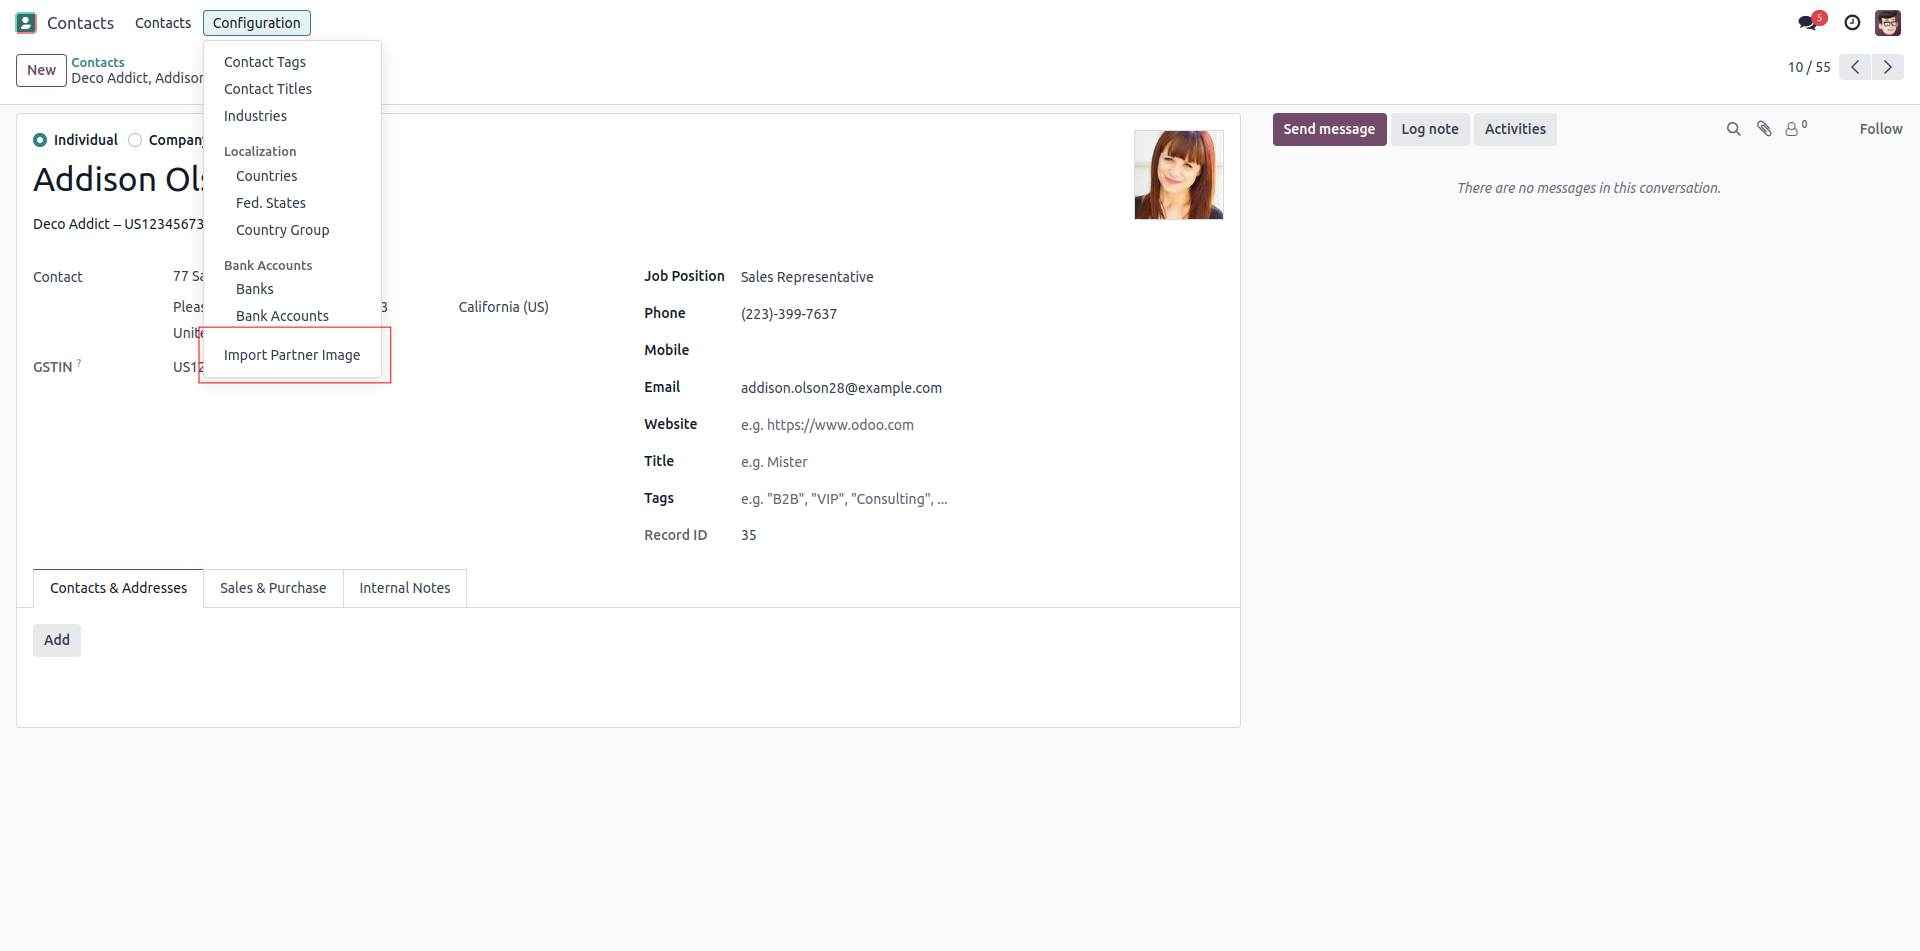 Contacts Contacts Configuration 5
New Contacts
Deco Addict, Addison
10 / 55
Contact Tags
Contact Titles
Industries
Localization
Countries
Fed. States
Country Group
Bank Accounts
Banks
Bank Accounts
Import Partner Image
Individual Company
Addison Ols
Deco Addict – US12345673
Contact 77 Sa
Pleas 3 California (US)
Unite
GSTIN ? US12
Job Position Sales Representative
Phone (223)-399-7637
Mobile
Email addison.olson28@example.com
Website e.g. https://www.odoo.com
Title e.g. Mister
Tags e.g. "B2B", "VIP", "Consulting", ...
Record ID 35
Contacts & Addresses Sales & Purchase Internal Notes
Add
Send message Log note Activities 0 Follow
There are no messages in this conversation.